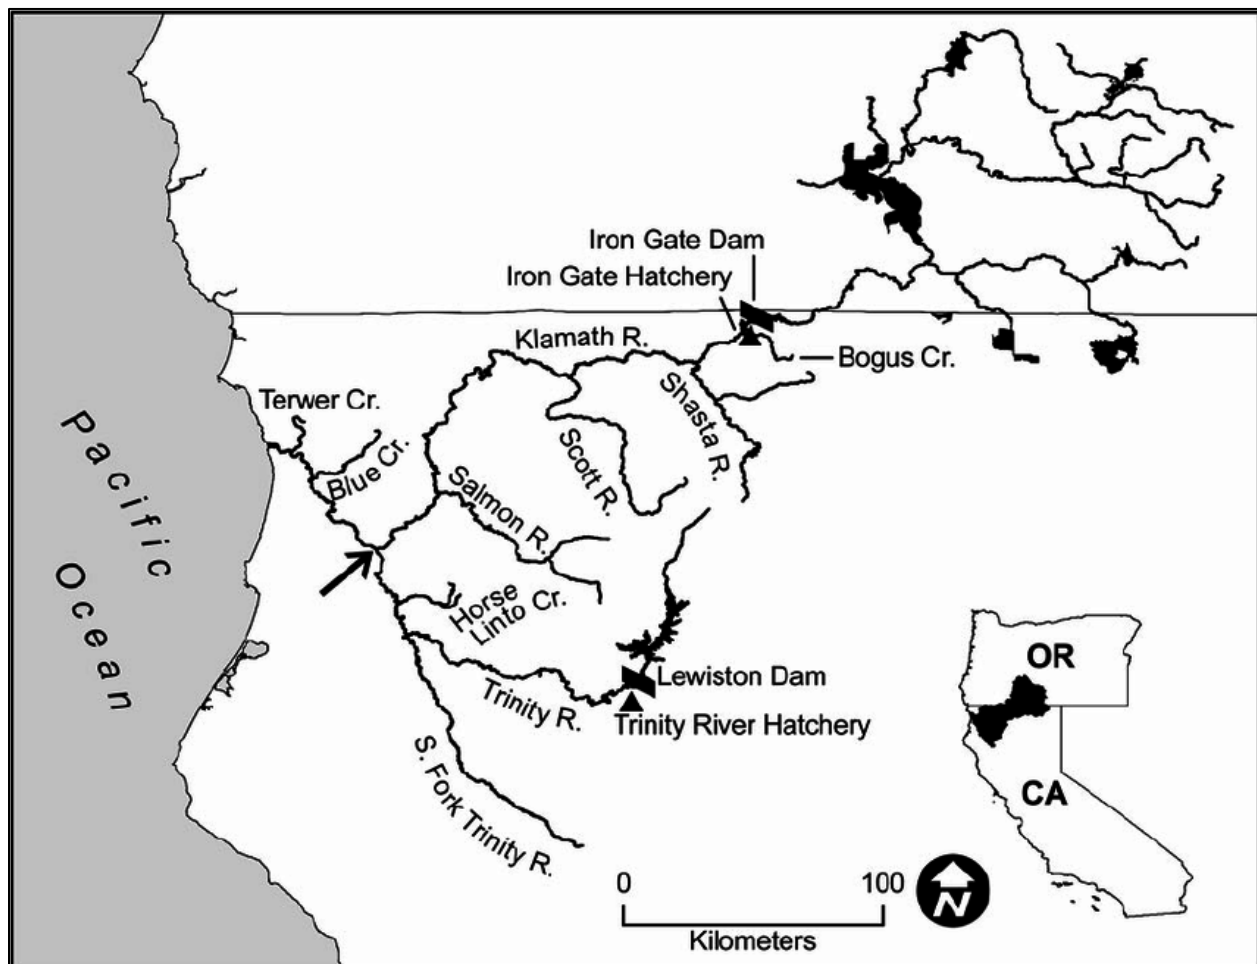 Iron Gate Dam
Iron Gate Hatchery
Klamath R.
Bogus Cr.
Terwer Cr.
Shasta R.
Pacific
Ocean
Blue Cr.
Scott R.
Salmon R.
Horse
Linto Cr.
Lewiston Dam
Trinity R.
Trinity River Hatchery
S. Fork Trinity R.
OR
CA
0 100
Kilometers
N